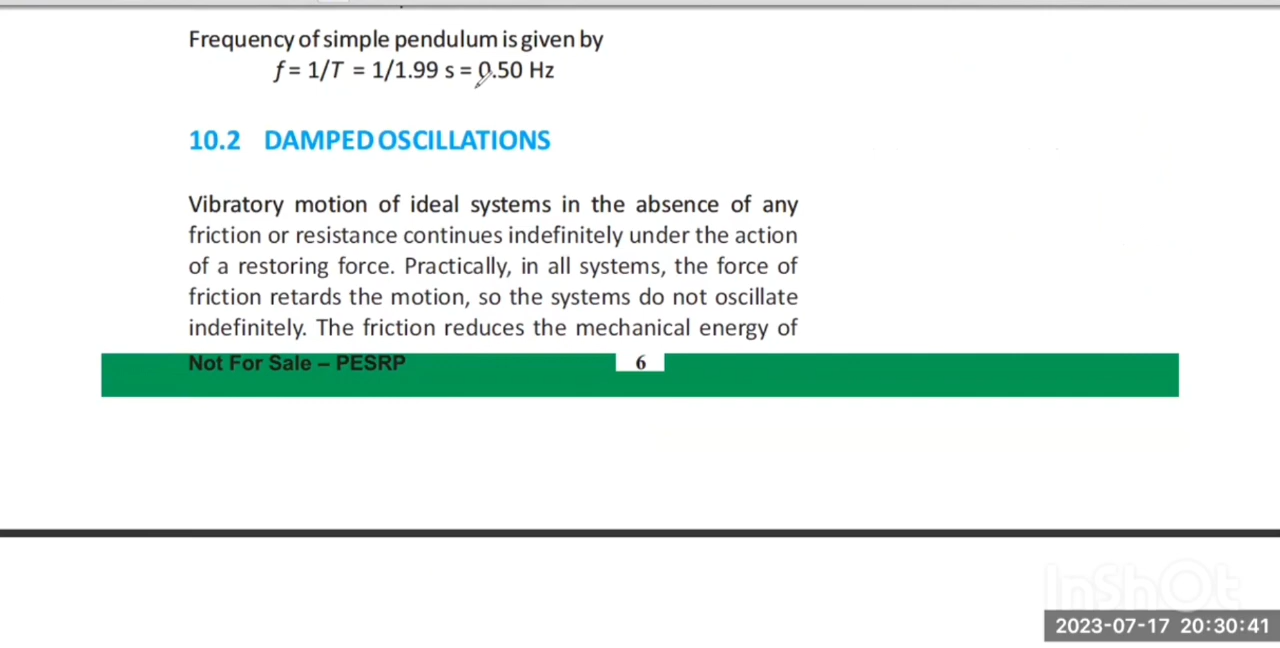 Frequency of simple pendulum is given by
f = 1/T = 1/1.99 s = 0.50 Hz
10.2 DAMPED OSCILLATIONS
Vibratory motion of ideal systems in the absence of any
friction or resistance continues indefinitely under the action
of a restoring force. Practically, in all systems, the force of
friction retards the motion, so the systems do not oscillate
indefinitely. The friction reduces the mechanical energy of
Not For Sale – PESRP 6
InShOt
2023-07-17 20:30:41